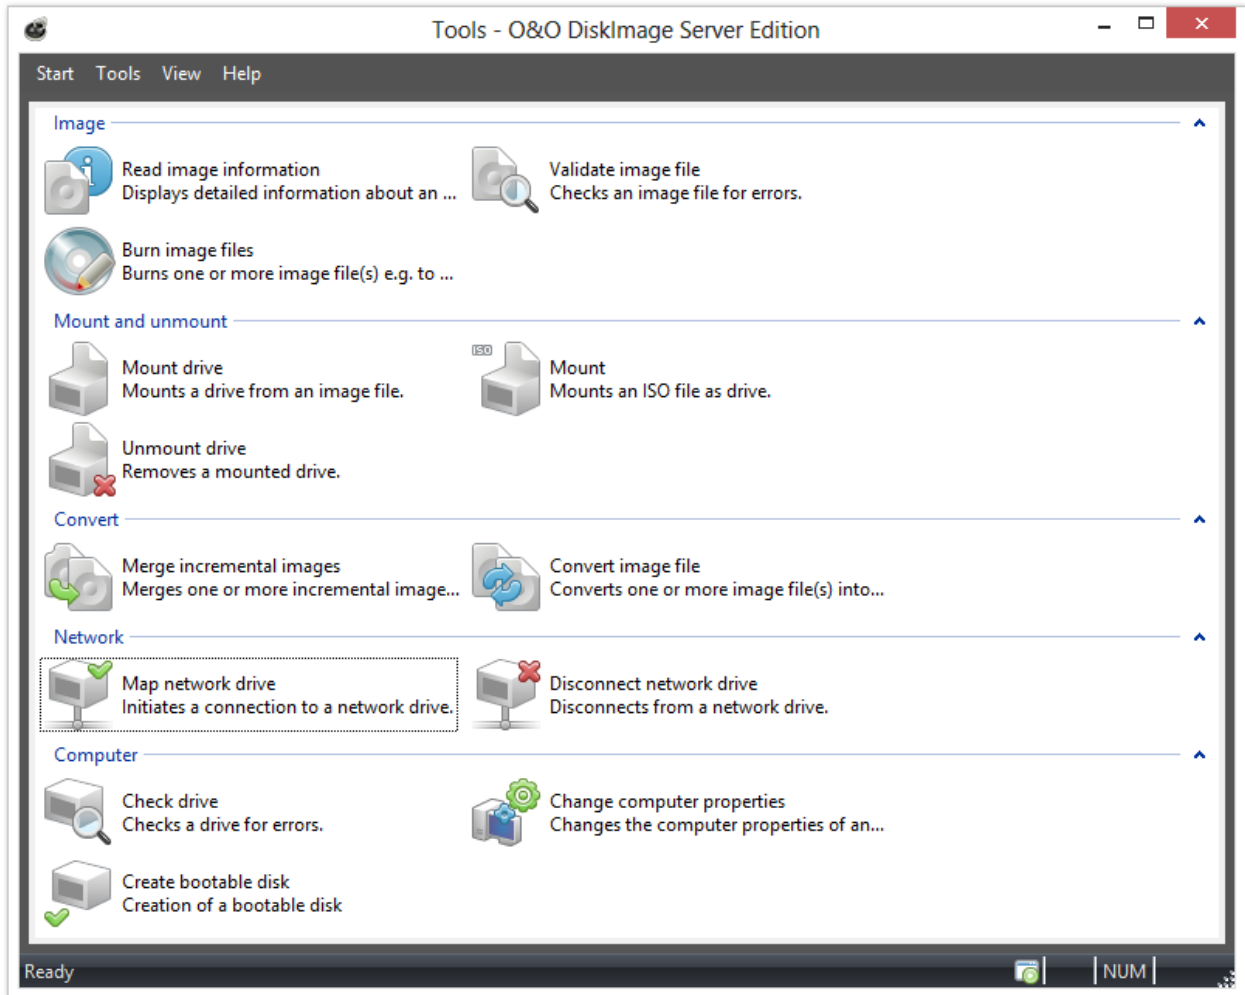 Tools - O&O DiskImage Server Edition
Start Tools View Help
Image
Read image information
Displays detailed information about an ...
Validate image file
Checks an image file for errors.
Burn image files
Burns one or more image file(s) e.g. to ...
Mount and unmount
Mount drive
Mounts a drive from an image file.
ISO
Mount
Mounts an ISO file as drive.
Unmount drive
Removes a mounted drive.
Convert
Merge incremental images
Merges one or more incremental image...
Convert image file
Converts one or more image file(s) into...
Network
Map network drive
Initiates a connection to a network drive.
Disconnect network drive
Disconnects from a network drive.
Computer
Check drive
Checks a drive for errors.
Change computer properties
Changes the computer properties of an...
Create bootable disk
Creation of a bootable disk
Ready
NUM